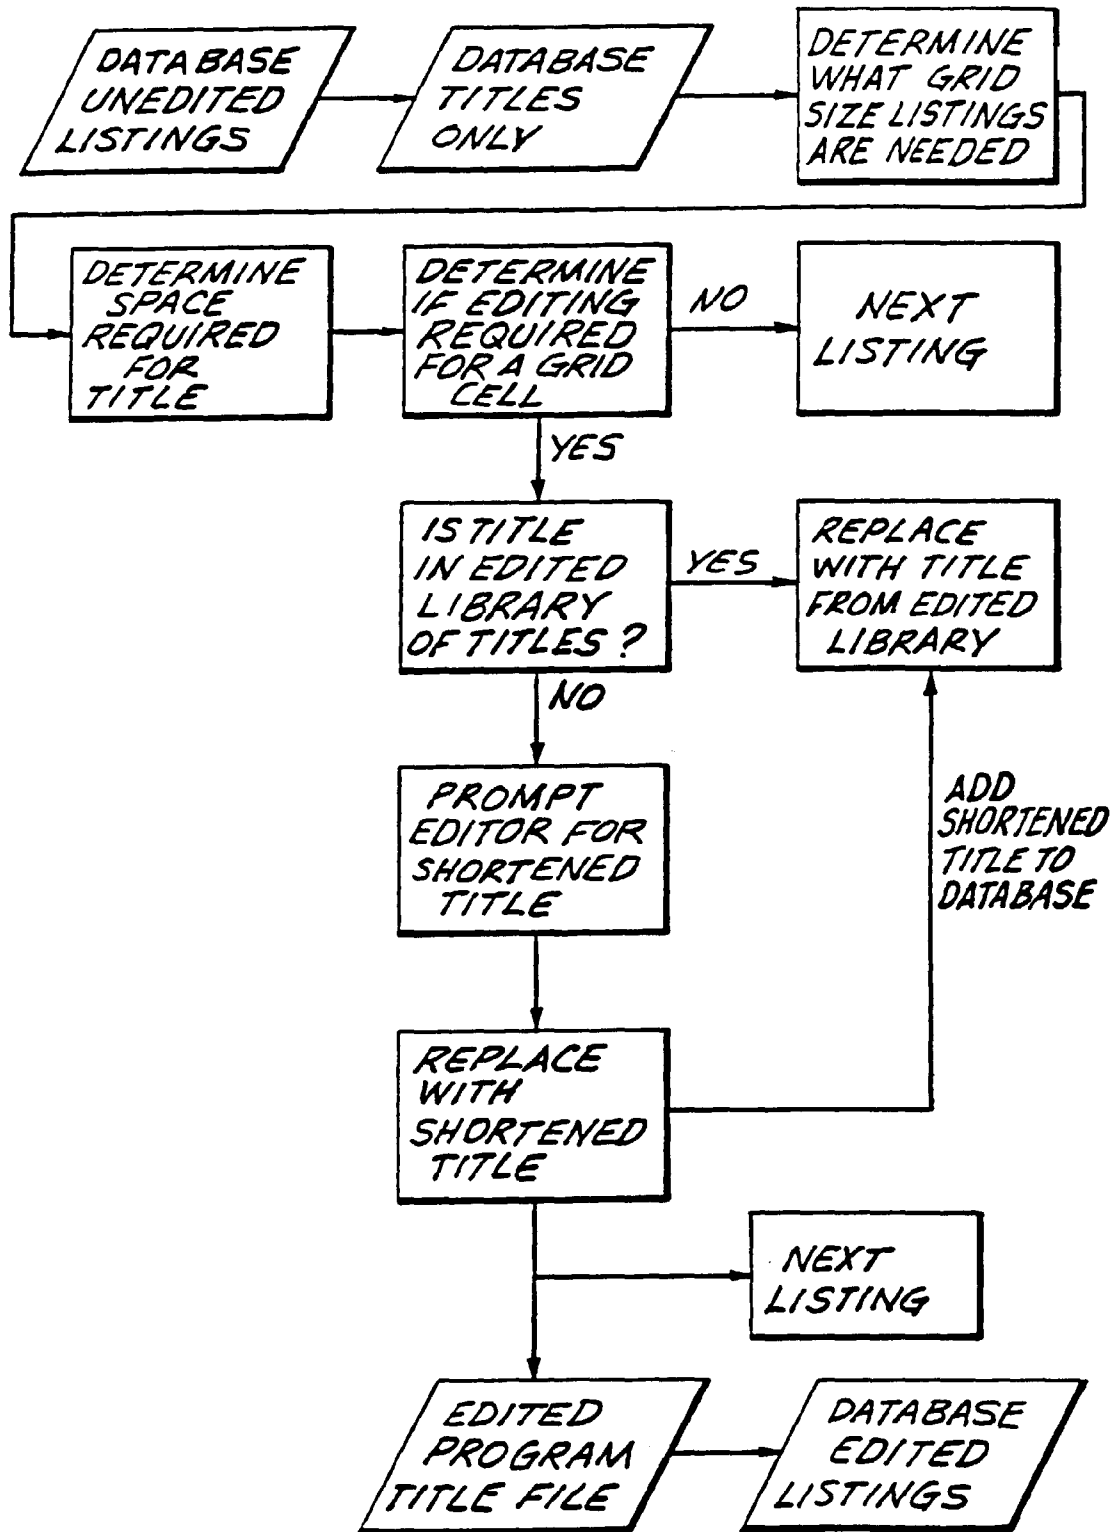 DATABASE
UNEDITED
LISTINGS
DATABASE
TITLES
ONLY
DETERMINE
WHAT GRID
SIZE LISTINGS
ARE NEEDED
DETERMINE
SPACE
REQUIRED
FOR
TITLE
DETERMINE
IF EDITING
REQUIRED
FOR A GRID
CELL
NO
NEXT
LISTING
YES
IS TITLE
IN EDITED
LIBRARY
OF TITLES?
YES
REPLACE
WITH TITLE
FROM EDITED
LIBRARY
NO
PROMPT
EDITOR FOR
SHORTENED
TITLE
ADD
SHORTENED
TITLE TO
DATABASE
REPLACE
WITH
SHORTENED
TITLE
NEXT
LISTING
EDITED
PROGRAM
TITLE FILE
DATABASE
EDITED
LISTINGS